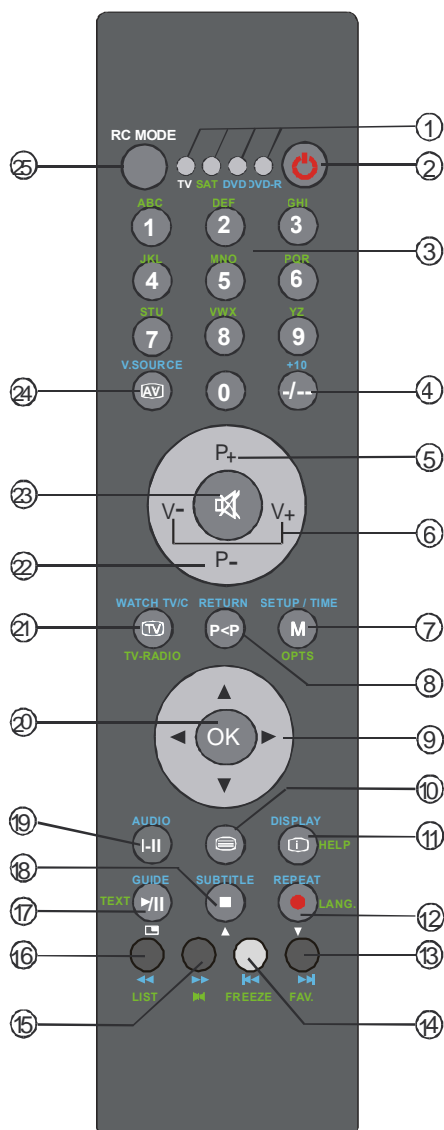 RC MODE
1
25
2
TV SAT DVD DVD-R
ABC DEF GHI
1 2 3
3
JKL MNO PQR
4 5 6
STU VWX YZ
7 8 9
V.SOURCE +10
24 AV 0 -/-- 4
P+ 5
23
V- V+
6
P-
22
WATCH TV/C RETURN SETUP / TIME
21 TV P<P M 7
TV-RADIO OPTS
8
20 OK 9
10
19 AUDIO DISPLAY
I-II i HELP 11
18
GUIDE SUBTITLE REPEAT
TEXT LANG.
17 12
16 13
LIST FREEZE FAV.
15 14